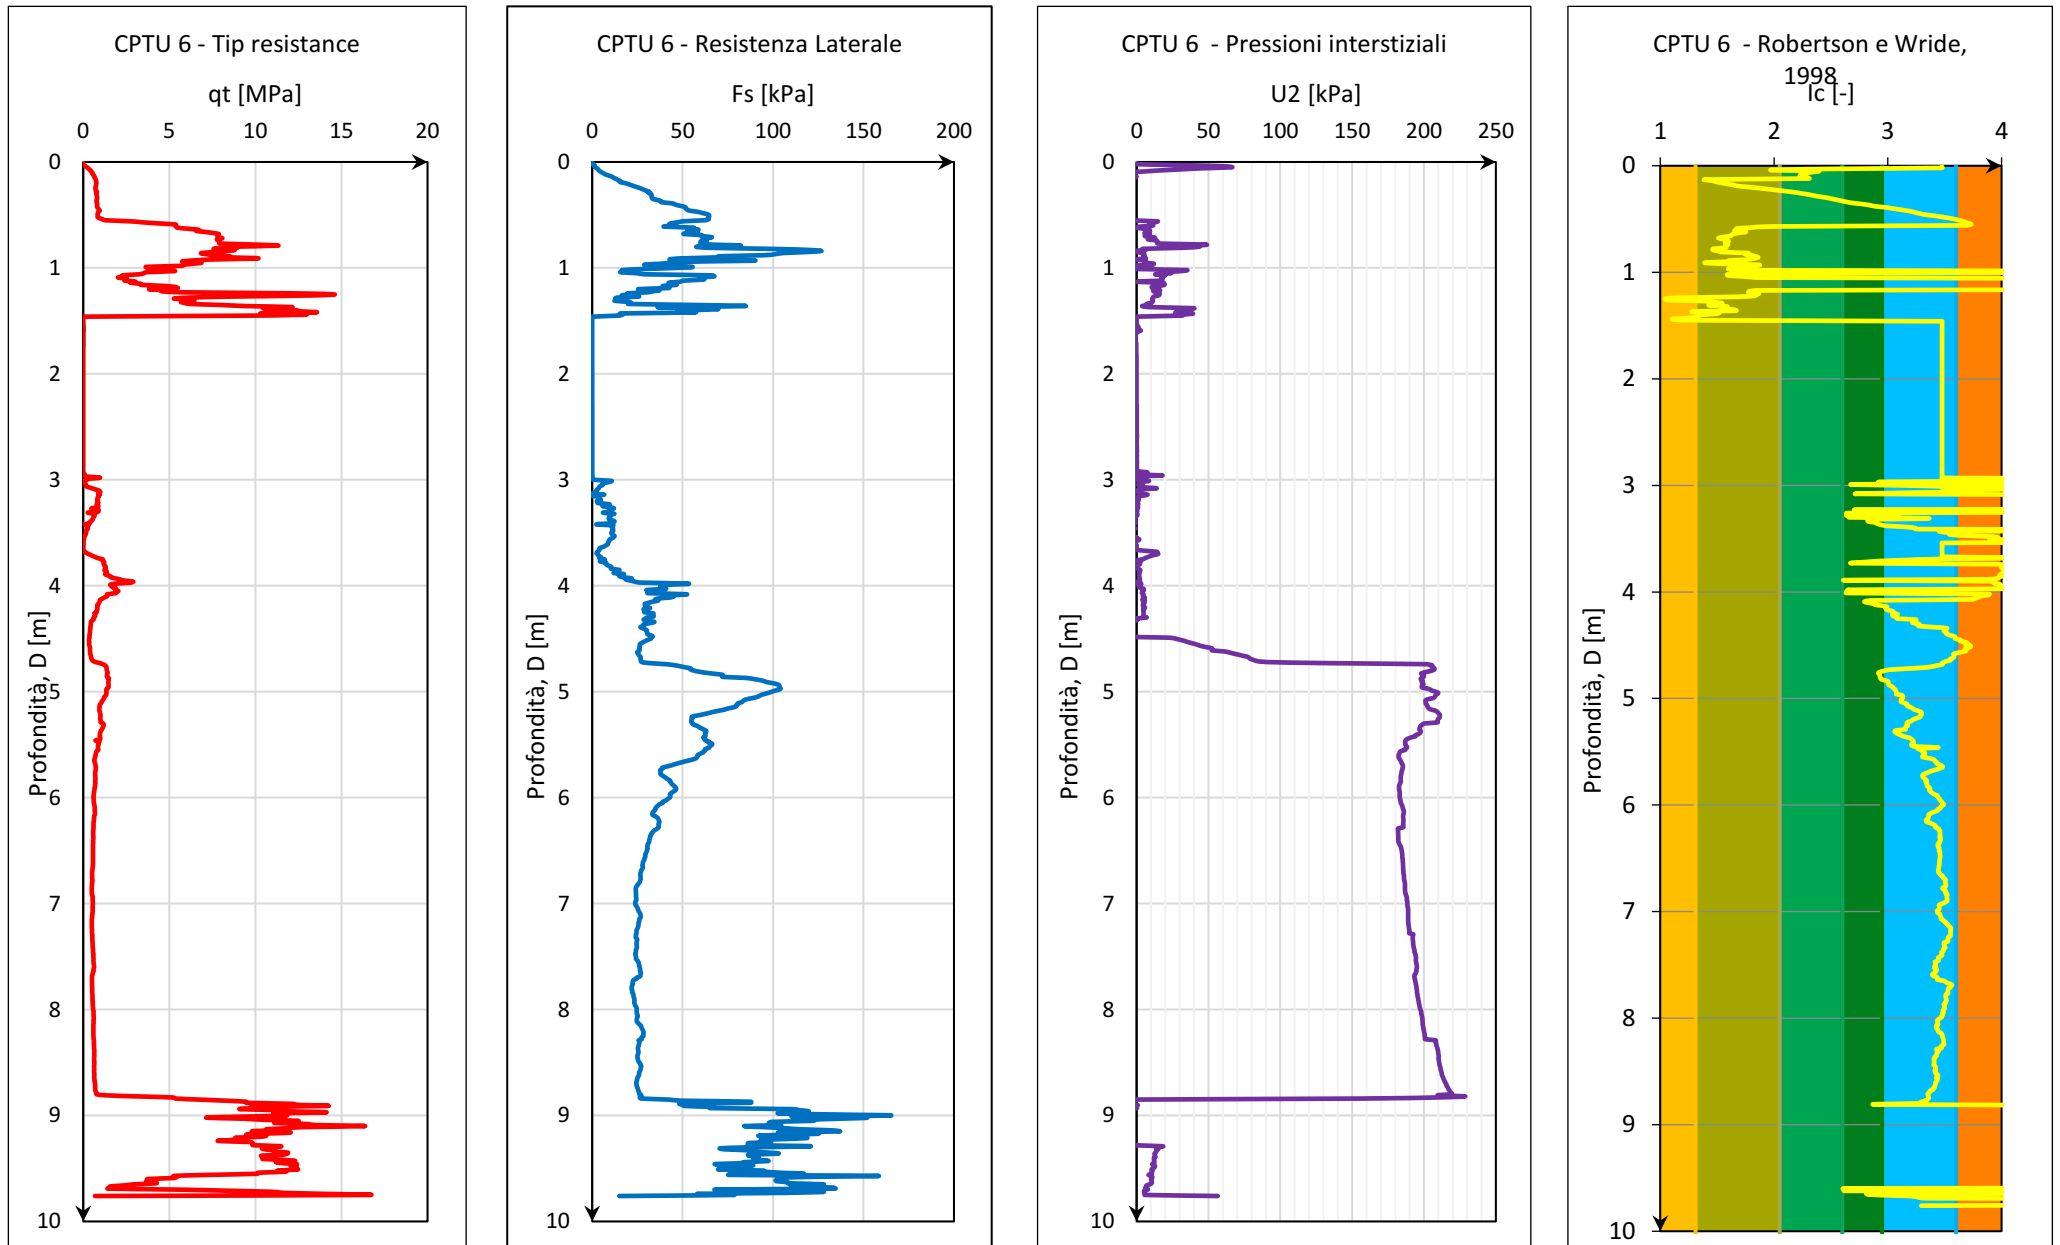 CPTU 6 - Tip resistance
qt [MPa]
0 5 10 15 20
0
1
2
3
4
5
6
7
8
9
10
Profondità, D [m]
CPTU 6 - Resistenza Laterale
Fs [kPa]
0 50 100 150 200
0
1
2
3
4
5
6
7
8
9
10
Profondità, D [m]
CPTU 6 - Pressioni interstiziali
U2 [kPa]
0 50 100 150 200 250
0
1
2
3
4
5
6
7
8
9
10
Profondità, D [m]
CPTU 6 - Robertson e Wride,
1998
Ic [-]
1 2 3 4
0
1
2
3
4
5
6
7
8
9
10
Profondità, D [m]